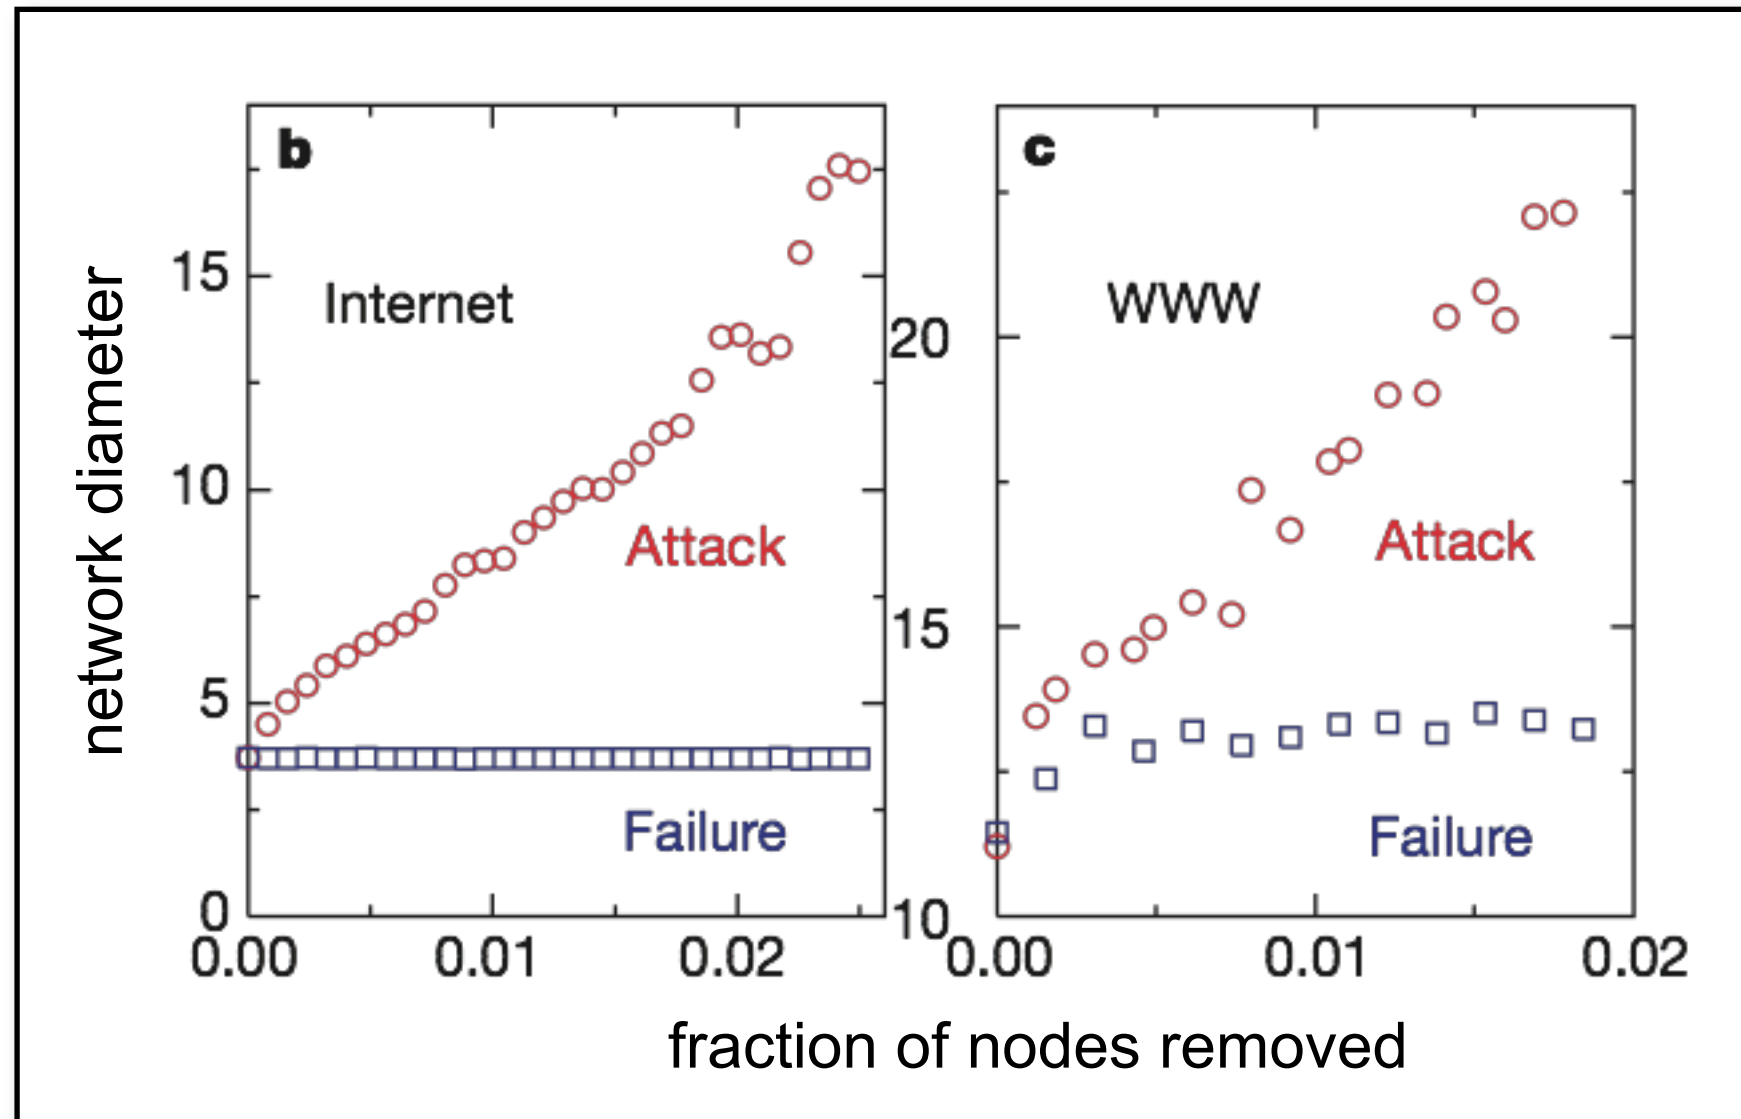 b
c
Internet
WWW
network diameter
15
10
5
0
20
15
10
Attack
Failure
Attack
Failure
0.00 0.01 0.02
0.00 0.01 0.02
fraction of nodes removed